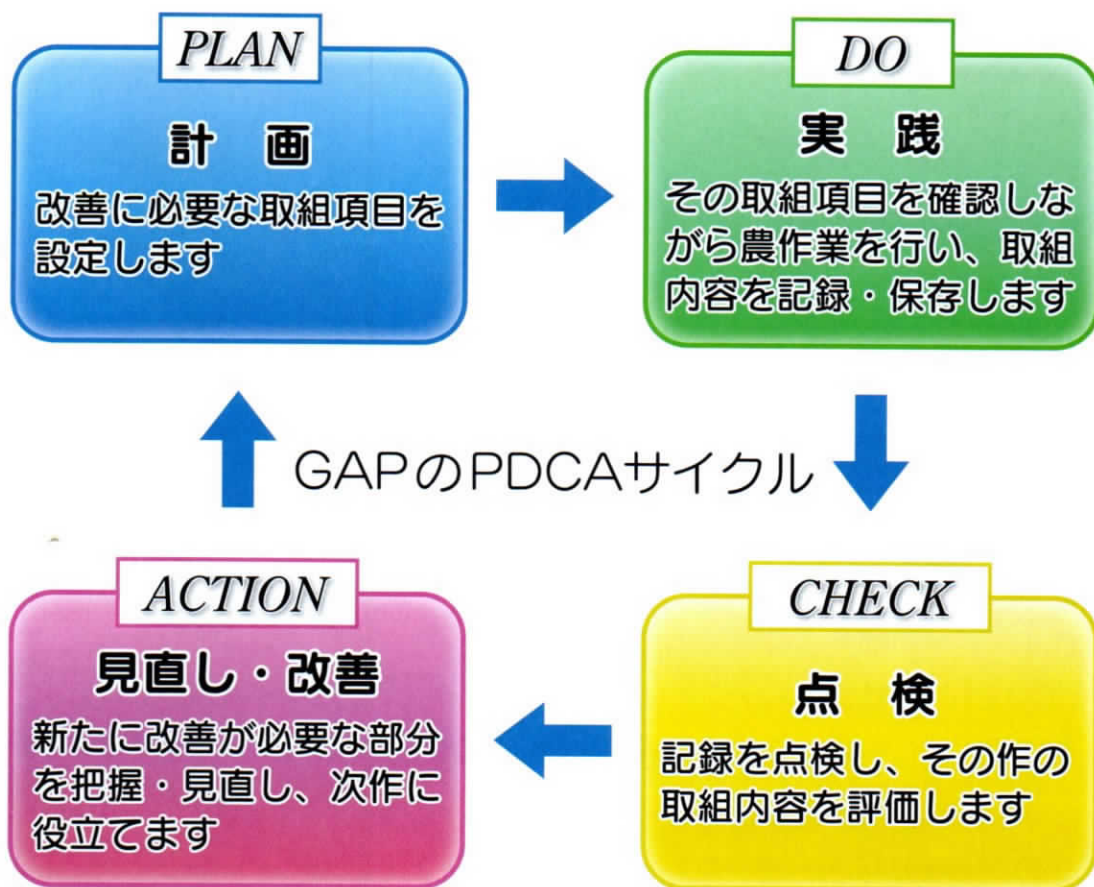 PLAN
計 画
改善に必要な取組項目を
設定します
DO
実 践
その取組項目を確認しな
がら農作業を行い、取組
内容を記録・保存します
GAPのPDCAサイクル
CHECK
点 検
記録を点検し、その作の
取組内容を評価します
ACTION
見直し・改善
新たに改善が必要な部分
を把握・見直し、次作に
役立てます